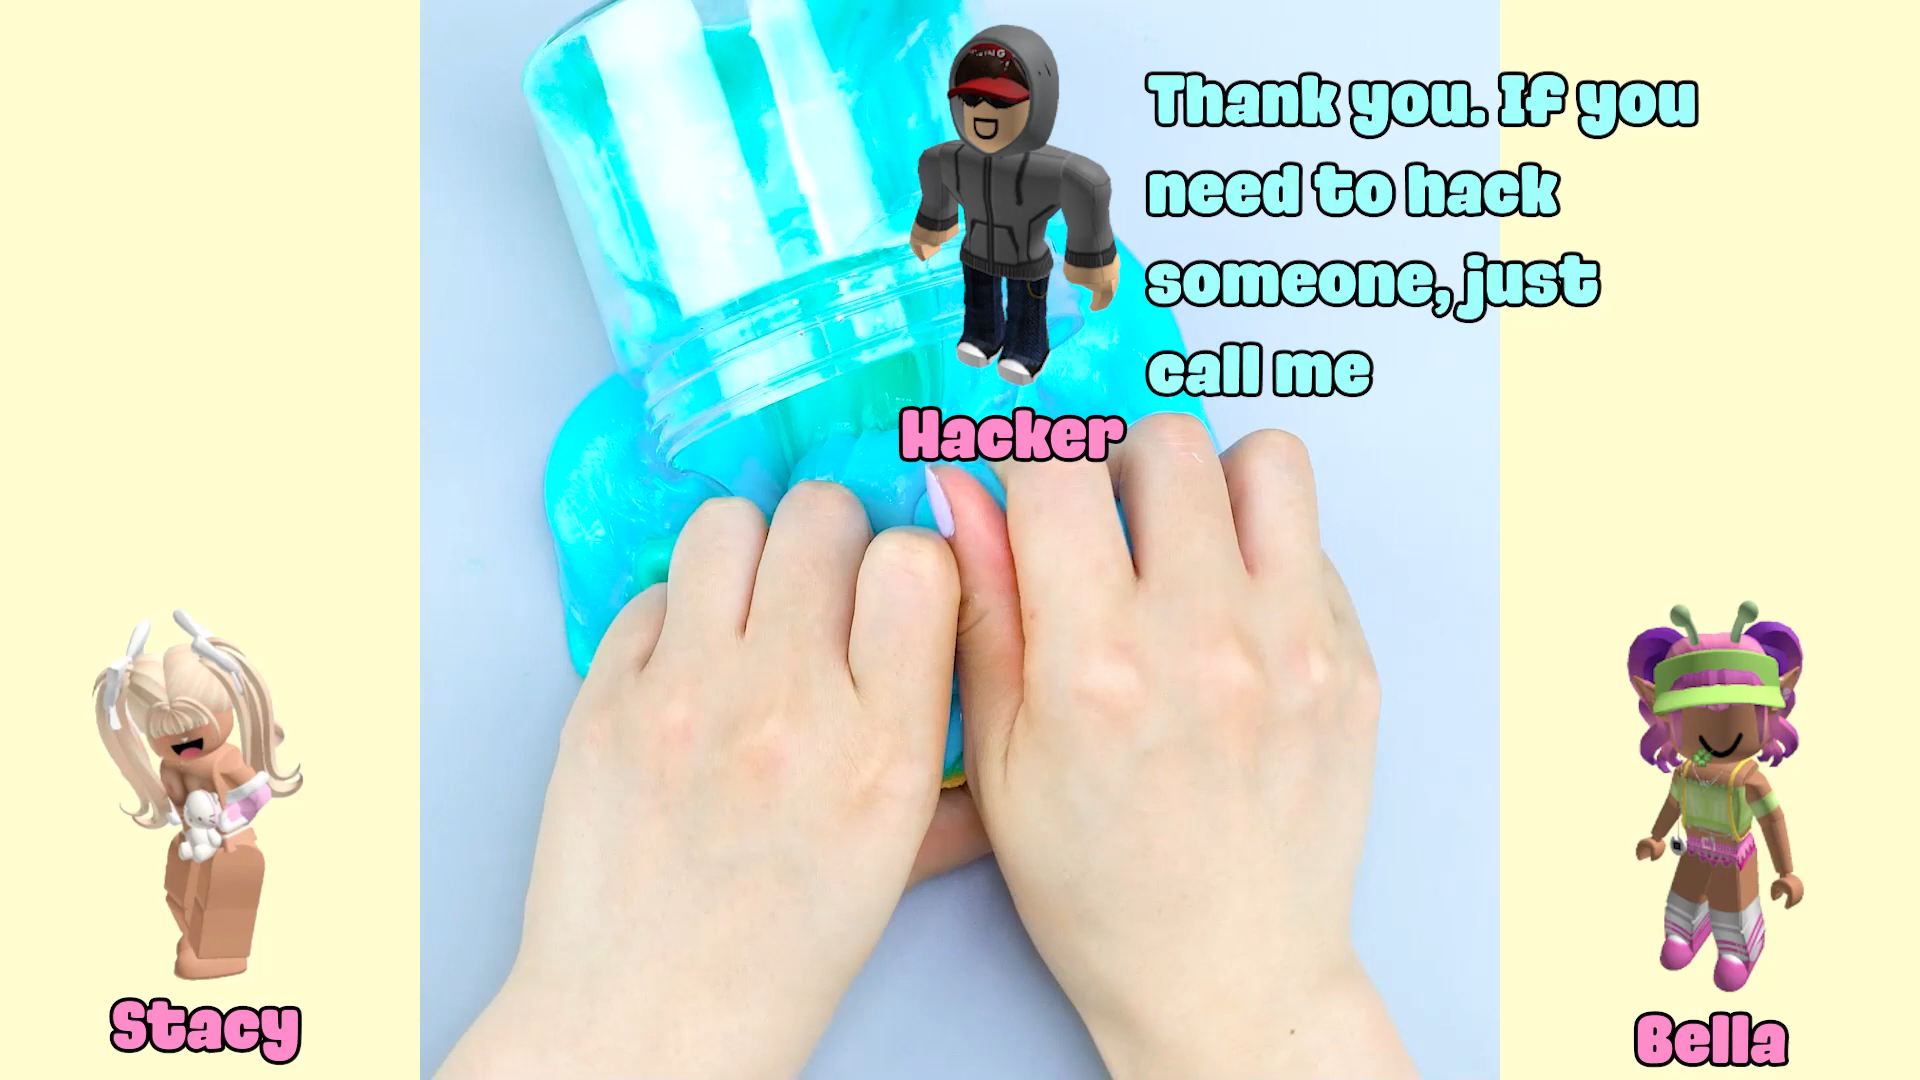 Thank you. If you
need to hack
someone, just
call me
Hacker
Stacy
Bella